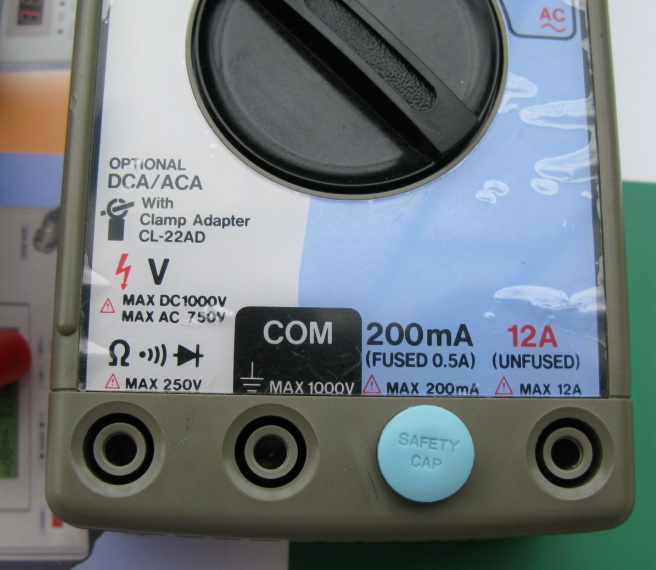 AC
OPTIONAL
DCA/ACA
With
Clamp Adapter
CL-22AD
V
MAX DC1000V
MAX AC 750V
Ω
MAX 250V
COM
MAX 1000V
200mA
(FUSED 0.5A)
MAX 200mA
12A
(UNFUSED)
MAX 12A
SAFETY
CAP